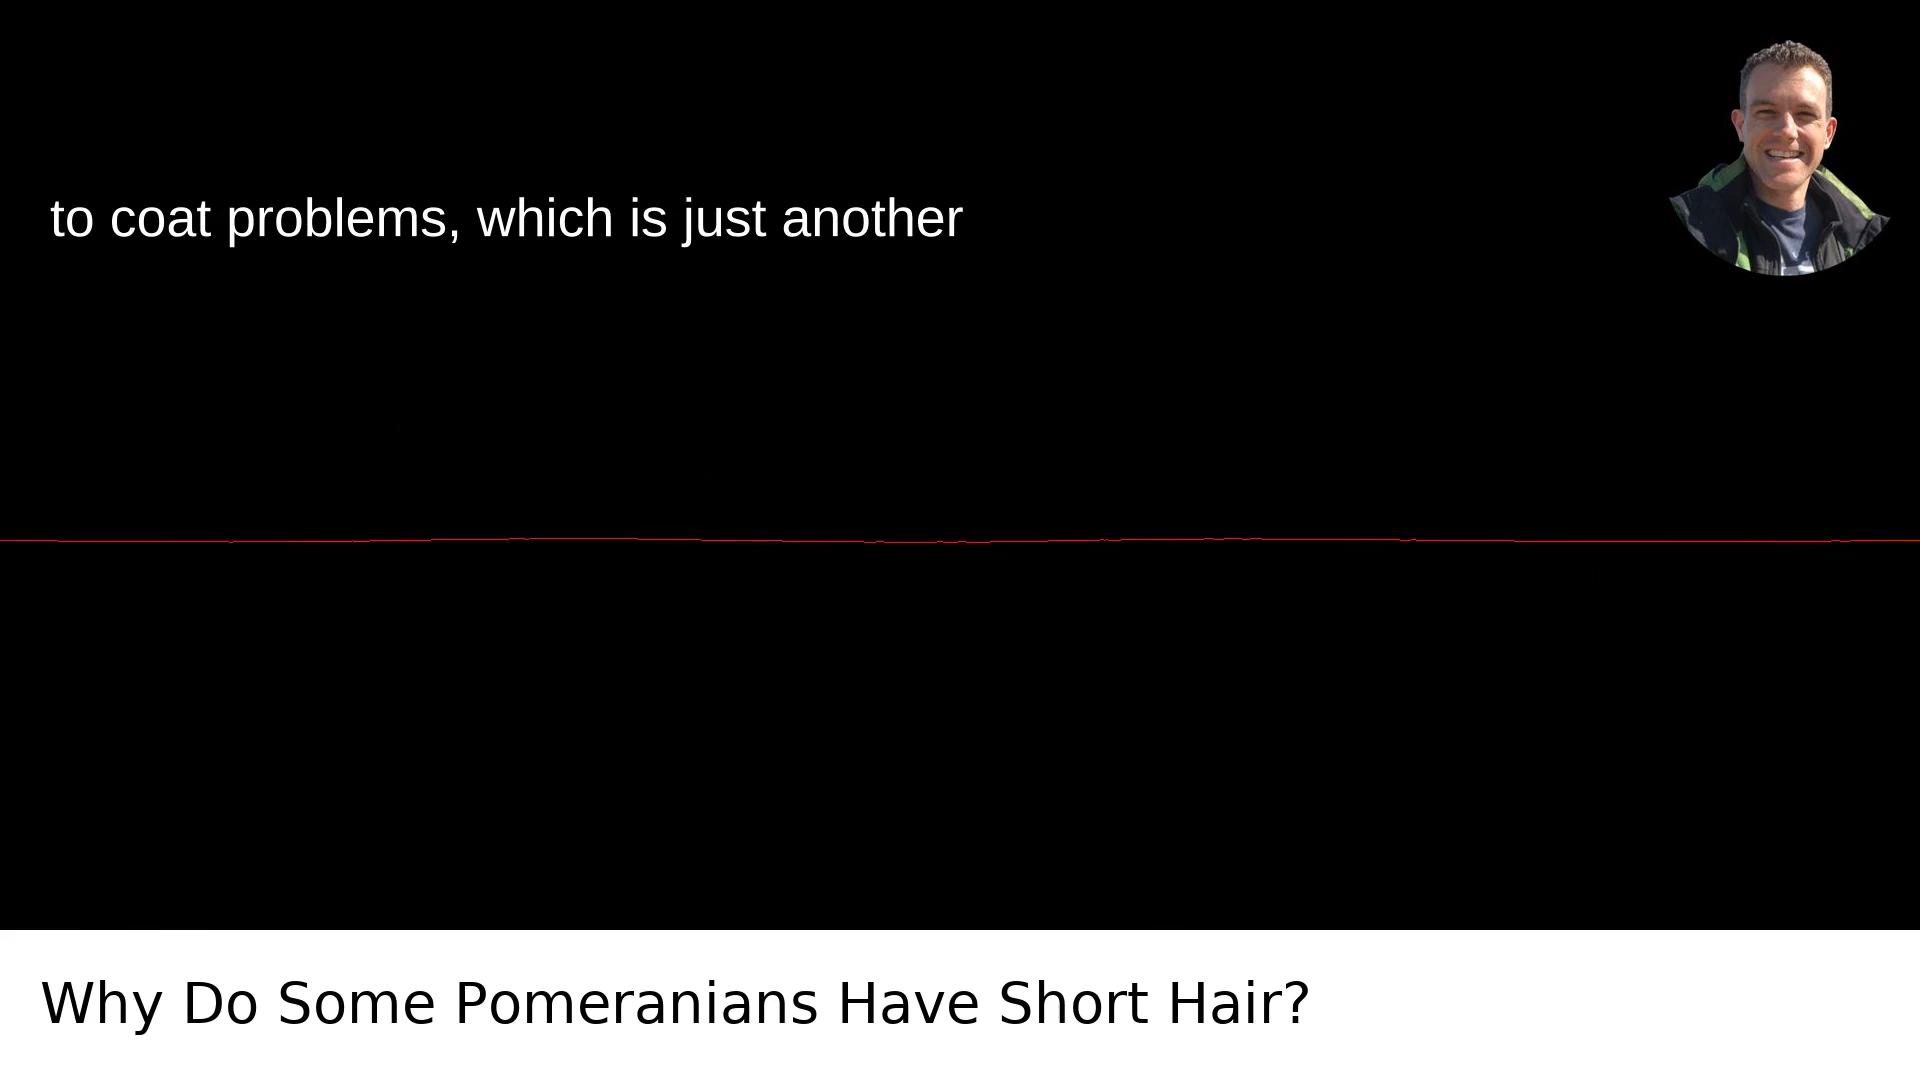 to coat problems, which is just another
Why Do Some Pomeranians Have Short Hair?